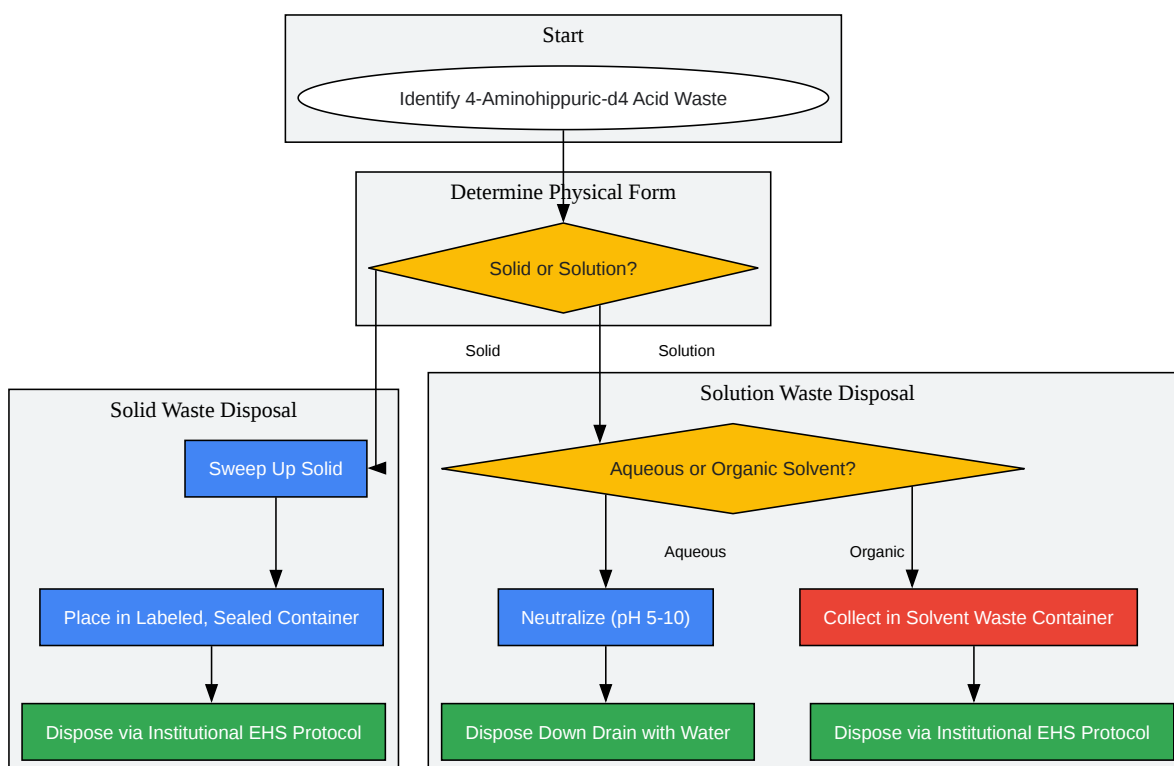 Start
Identify 4-Aminohippuric-d4 Acid Waste
Determine Physical Form
Solid or Solution?
Solid
Solution
Solid Waste Disposal
Sweep Up Solid
Place in Labeled, Sealed Container
Dispose via Institutional EHS Protocol
Solution Waste Disposal
Aqueous or Organic Solvent?
Aqueous
Organic
Neutralize (pH 5-10)
Collect in Solvent Waste Container
Dispose Down Drain with Water
Dispose via Institutional EHS Protocol